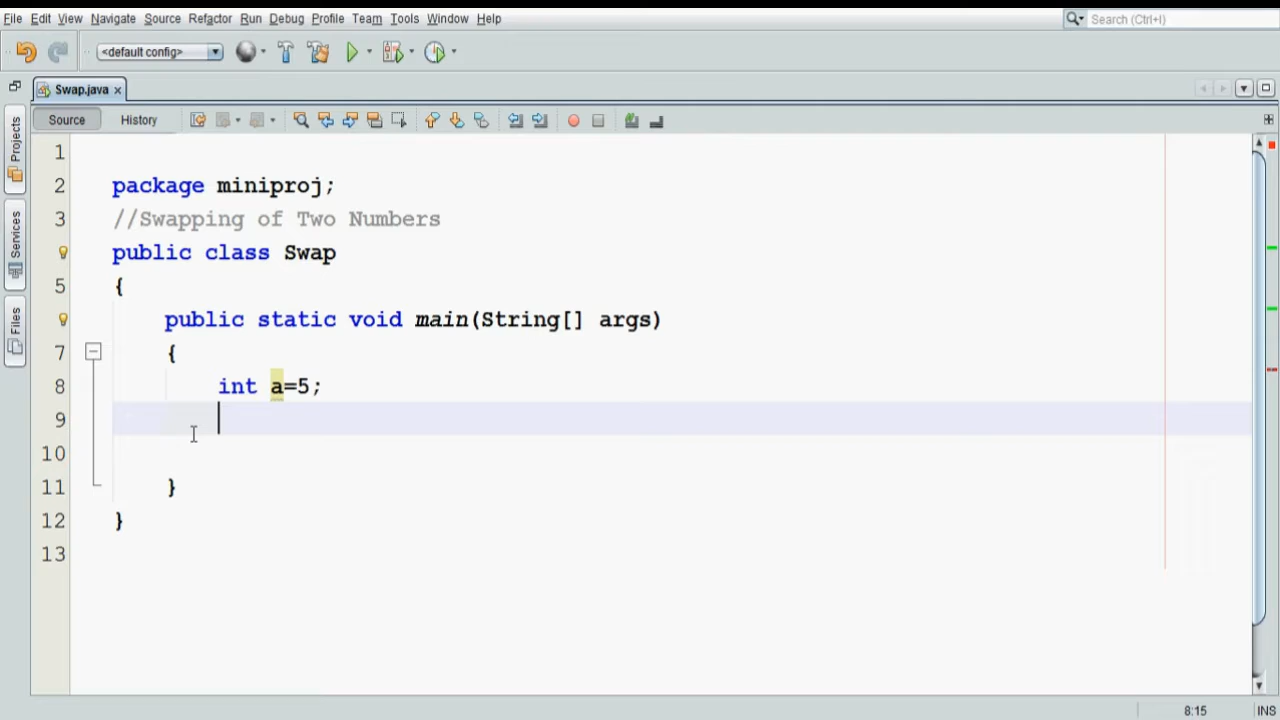 File Edit View Navigate Source Refactor Run Debug Profile Team Tools Window Help
Search (Ctrl+I)
<default config>
Swap.java
Source History
Projects
Services
Files
1
2 package miniproj;
3 //Swapping of Two Numbers
public class Swap
5 {
public static void main(String[] args)
7 {
8 int a=5;
9
10
11 }
12 }
13
8:15 INS